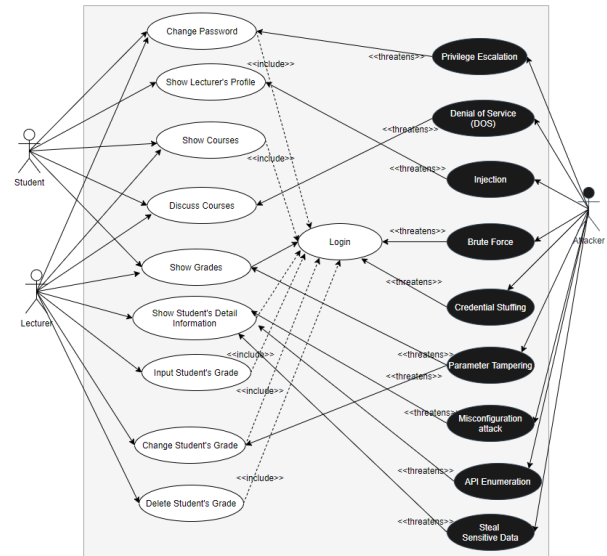 Change Password
<<include>>
<<threatens>>
Privilege Escalation
Show Lecturer's Profile
Denial of Service
(DOS)
<<threatens>>
Show Courses
<<include>>
Student
<<threatens>>
Injection
Discuss Courses
Attacker
<<threatens>>
Login
Brute Force
Show Grades
<<threatens>>
Credential Stuffing
Lecturer
Show Student's Detail
Information
<<threatens>>
Parameter Tampering
<<include>>
<<threatens>>
Input Student's Grade
<<include>>
<<threatens>>
Misconfiguration
attack
Change Student's Grade
<<threatens>>
API Enumeration
<<include>>
Delete Student's Grade
<<threatens>>
Steal
Sensitive Data